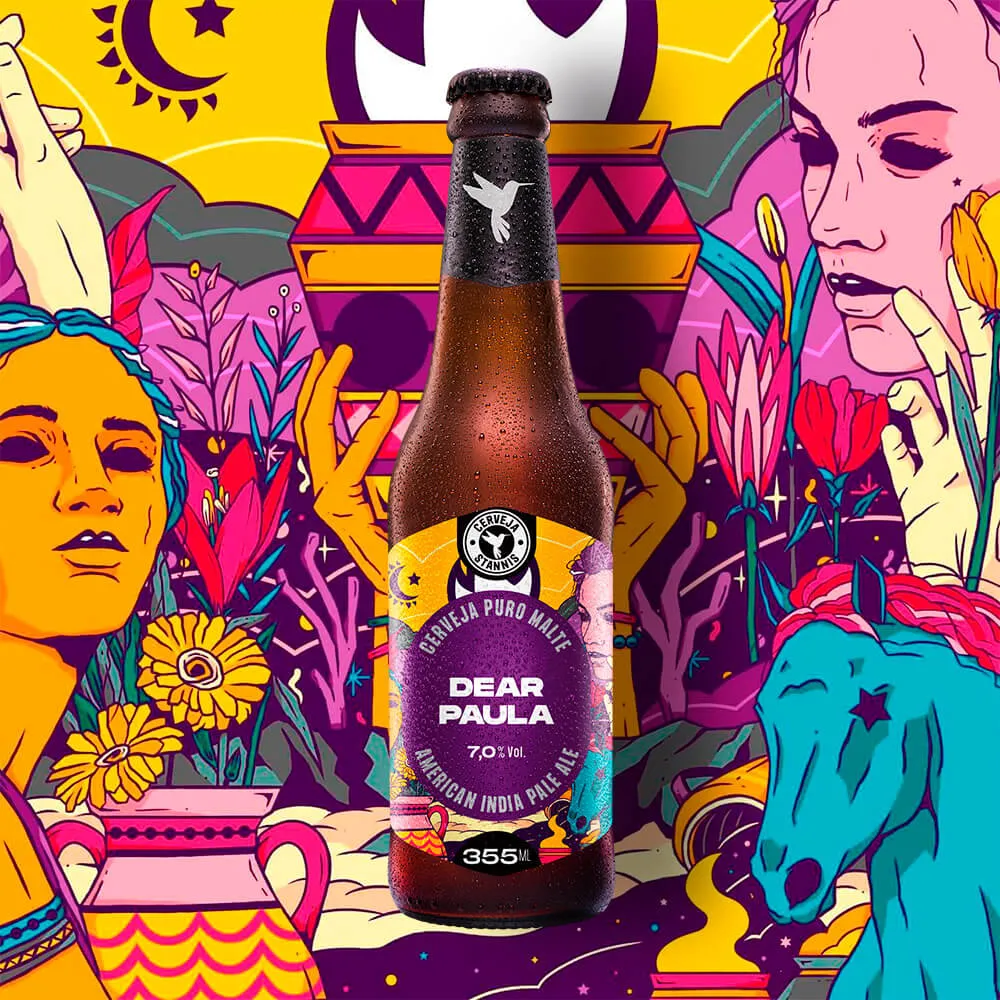 CERVEJA
STANNIS
CERVEJA PURO MALTE
DEAR
PAULA
7,0% Vol.
AMERICAN INDIA PALE ALE
355ML